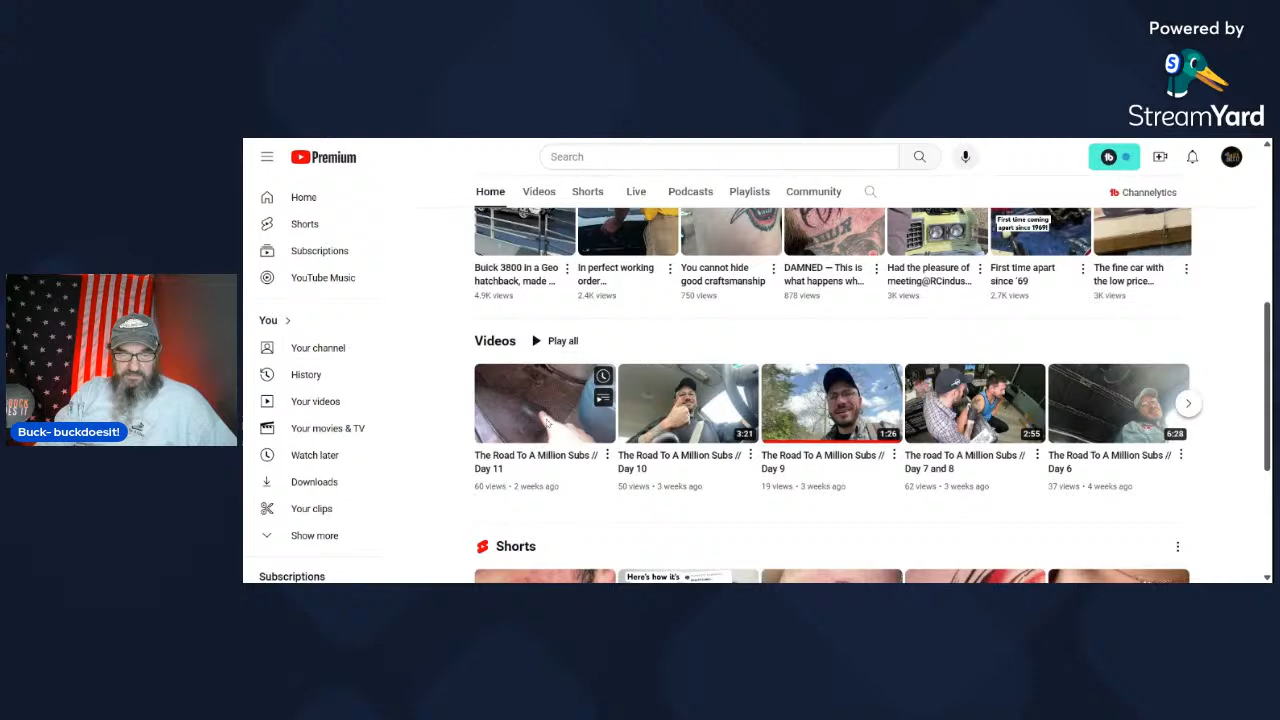 Powered by
StreamYard
Premium
Search
Home
Videos
Shorts
Live
Podcasts
Playlists
Community
Channelytics
Home
Shorts
Subscriptions
YouTube Music
You
Your channel
History
Your videos
Your movies & TV
Watch later
Downloads
Your clips
Show more
Subscriptions
First time coming
apart since 1969!
Buick 3800 in a Geo
hatchback, made ...
4.9K views
In perfect working
order...
2.4K views
You cannot hide
good craftsmanship
750 views
DAMNED — This is
what happens wh...
878 views
Had the pleasure of
meeting@RCindus...
3K views
First time apart
since '69
2.7K views
The fine car with
the low price...
3K views
Videos
Play all
3:21
1:26
2:55
6:28
The Road To A Million Subs //
Day 11
60 views • 2 weeks ago
The Road To A Million Subs //
Day 10
50 views • 3 weeks ago
The Road To A Million Subs //
Day 9
19 views • 3 weeks ago
The road To A Million Subs //
Day 7 and 8
62 views • 3 weeks ago
The Road To A Million Subs //
Day 6
37 views • 4 weeks ago
Shorts
Here's how it's
Buck- buckdoesit!